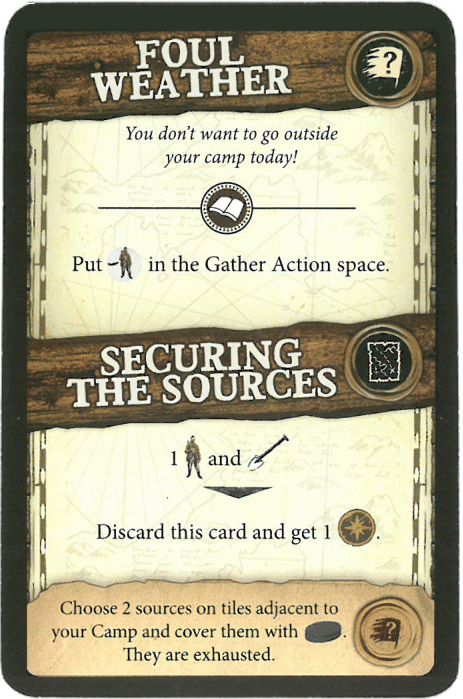 FOUL
WEATHER
?
You don't want to go outside
your camp today!
Put in the Gather Action space.
SECURING
THE SOURCES
1 and
Discard this card and get 1 .
Choose 2 sources on tiles adjacent to
your Camp and cover them with .
They are exhausted.
?